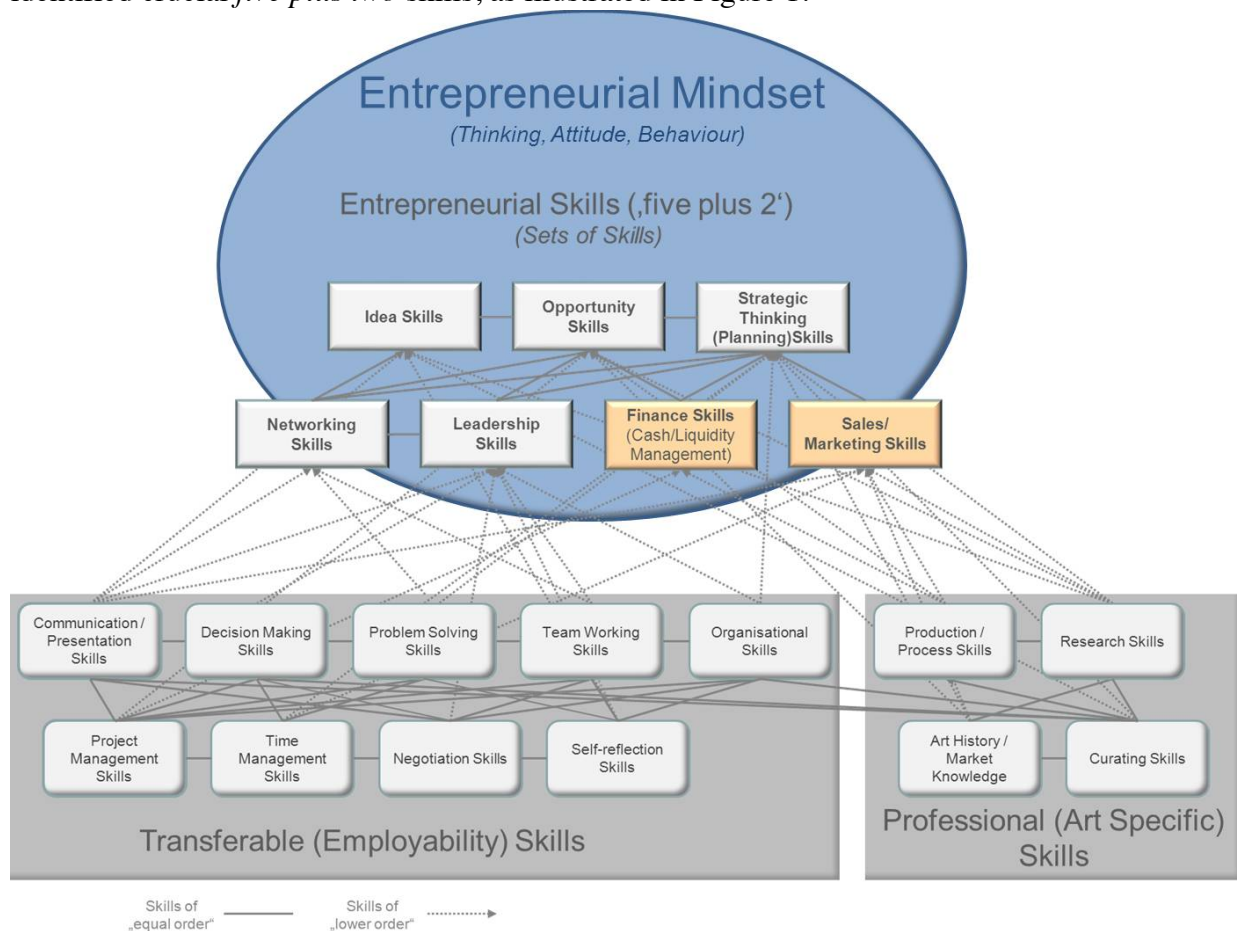 identified crucial five plus two skills, as illustrated in Figure 1.
Entrepreneurial Mindset
(Thinking, Attitude, Behaviour)
Entrepreneurial Skills (‚five plus 2‘)
(Sets of Skills)
Idea Skills
Opportunity
Skills
Strategic
Thinking
(Planning)Skills
Networking
Skills
Leadership
Skills
Finance Skills
(Cash/Liquidity
Management)
Sales/
Marketing Skills
Communication /
Presentation
Skills
Decision Making
Skills
Problem Solving
Skills
Team Working
Skills
Organisational
Skills
Production /
Process Skills
Research Skills
Project
Management
Skills
Time
Management
Skills
Negotiation Skills
Self-reflection
Skills
Art History /
Market
Knowledge
Curating Skills
Transferable (Employability) Skills
Professional (Art Specific)
Skills
Skills of
„equal order“
Skills of
„lower order“